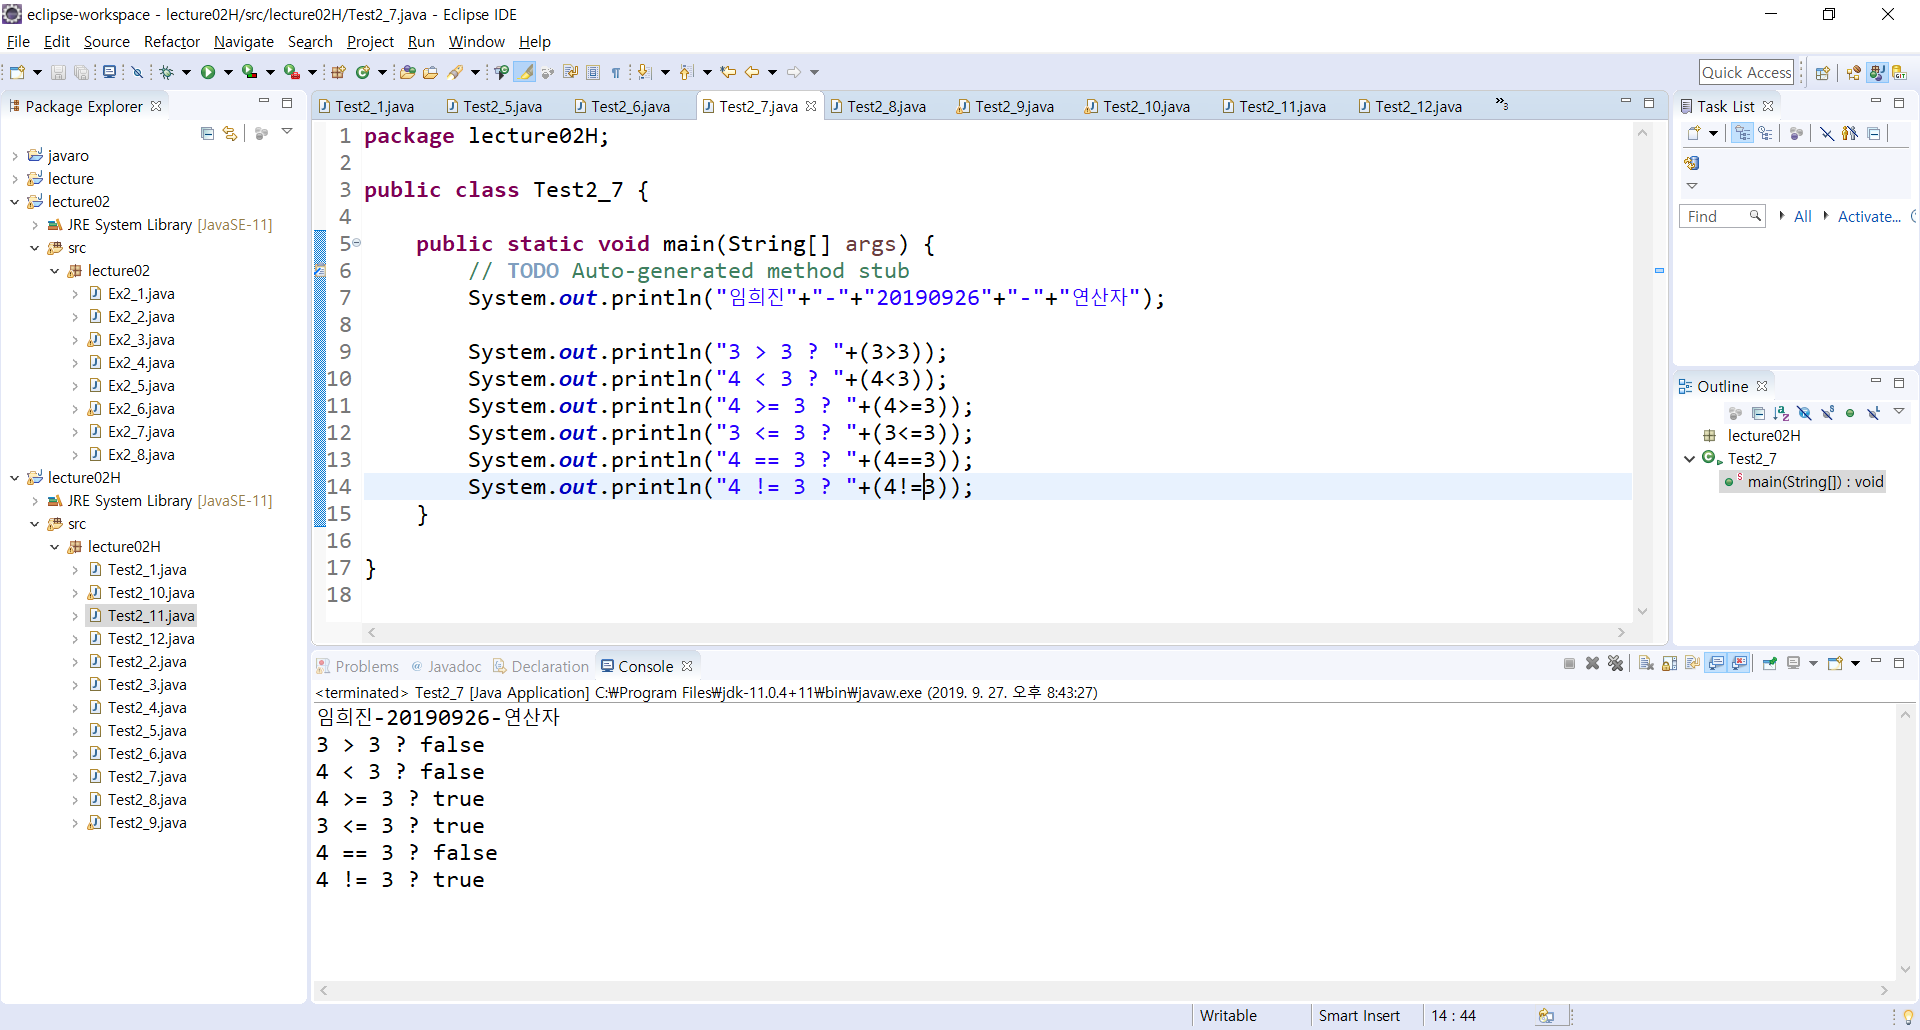 eclipse-workspace - lecture02H/src/lecture02H/Test2_7.java - Eclipse IDE
File Edit Source Refactor Navigate Search Project Run Window Help
Quick Access
Package Explorer
javaro
lecture
lecture02
JRE System Library [JavaSE-11]
src
lecture02
Ex2_1.java
Ex2_2.java
Ex2_3.java
Ex2_4.java
Ex2_5.java
Ex2_6.java
Ex2_7.java
Ex2_8.java
lecture02H
JRE System Library [JavaSE-11]
src
lecture02H
Test2_1.java
Test2_10.java
Test2_11.java
Test2_12.java
Test2_2.java
Test2_3.java
Test2_4.java
Test2_5.java
Test2_6.java
Test2_7.java
Test2_8.java
Test2_9.java
Test2_1.java Test2_5.java Test2_6.java Test2_7.java Test2_8.java Test2_9.java Test2_10.java Test2_11.java Test2_12.java »3
1 package lecture02H;
2
3 public class Test2_7 {
4
5 public static void main(String[] args) {
6 // TODO Auto-generated method stub
7 System.out.println("임희진"+"-"+"20190926"+"-"+"연산자");
8
9 System.out.println("3 > 3 ? "+(3>3));
10 System.out.println("4 < 3 ? "+(4<3));
11 System.out.println("4 >= 3 ? "+(4>=3));
12 System.out.println("3 <= 3 ? "+(3<=3));
13 System.out.println("4 == 3 ? "+(4==3));
14 System.out.println("4 != 3 ? "+(4!=3));
15 }
16
17 }
18
Problems Javadoc Declaration Console
<terminated> Test2_7 [Java Application] C:₩Program Files₩jdk-11.0.4+11₩bin₩javaw.exe (2019. 9. 27. 오후 8:43:27)
임희진-20190926-연산자
3 > 3 ? false
4 < 3 ? false
4 >= 3 ? true
3 <= 3 ? true
4 == 3 ? false
4 != 3 ? true
Task List
Find All Activate...
Outline
lecture02H
Test2_7
main(String[]) : void
Writable Smart Insert 14 : 44